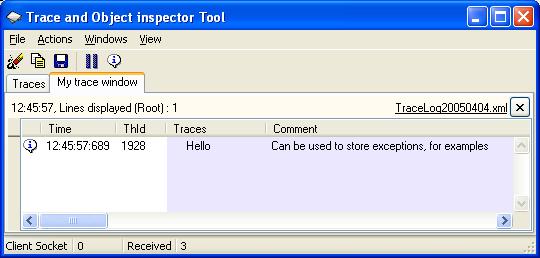 Trace and Object inspector Tool
File Actions Windows View
Traces My trace window
12:45:57, Lines displayed (Root) : 1 TraceLog20050404.xml
Time ThId Traces Comment
12:45:57:689 1928 Hello Can be used to store exceptions, for examples
Client Socket 0 Received 3